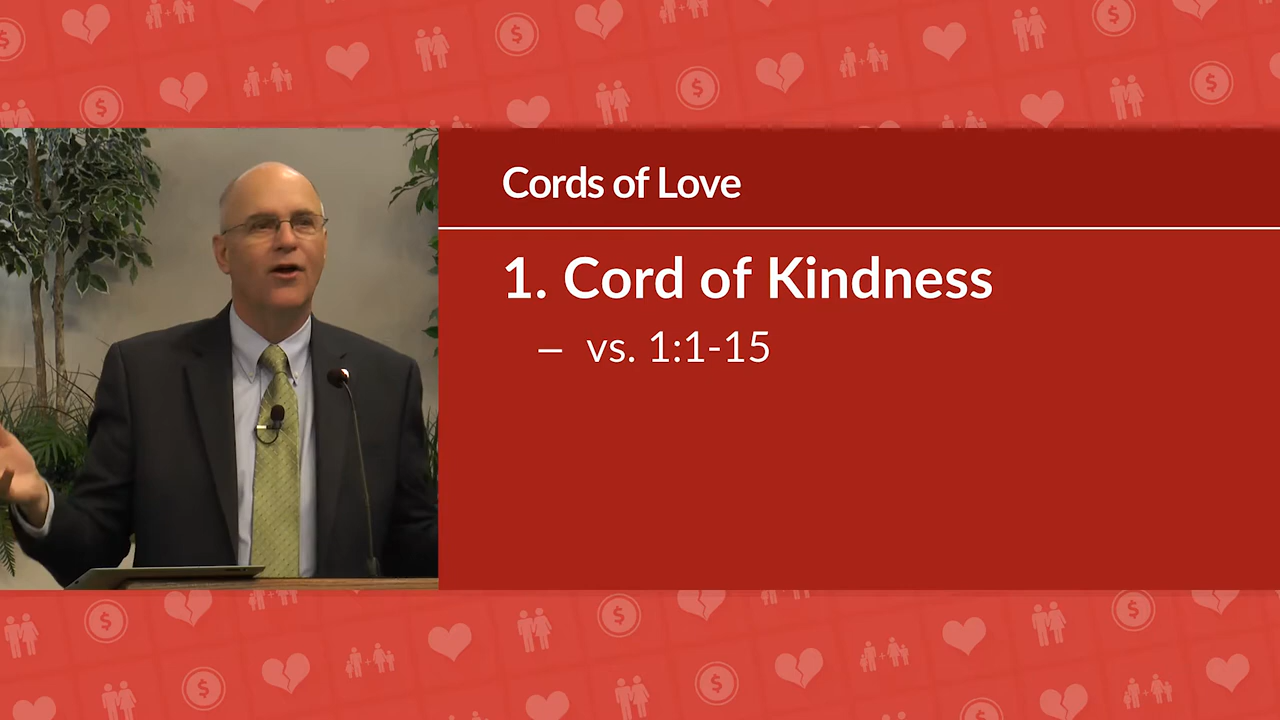 Cords of Love
1. Cord of Kindness
– vs. 1:1-15